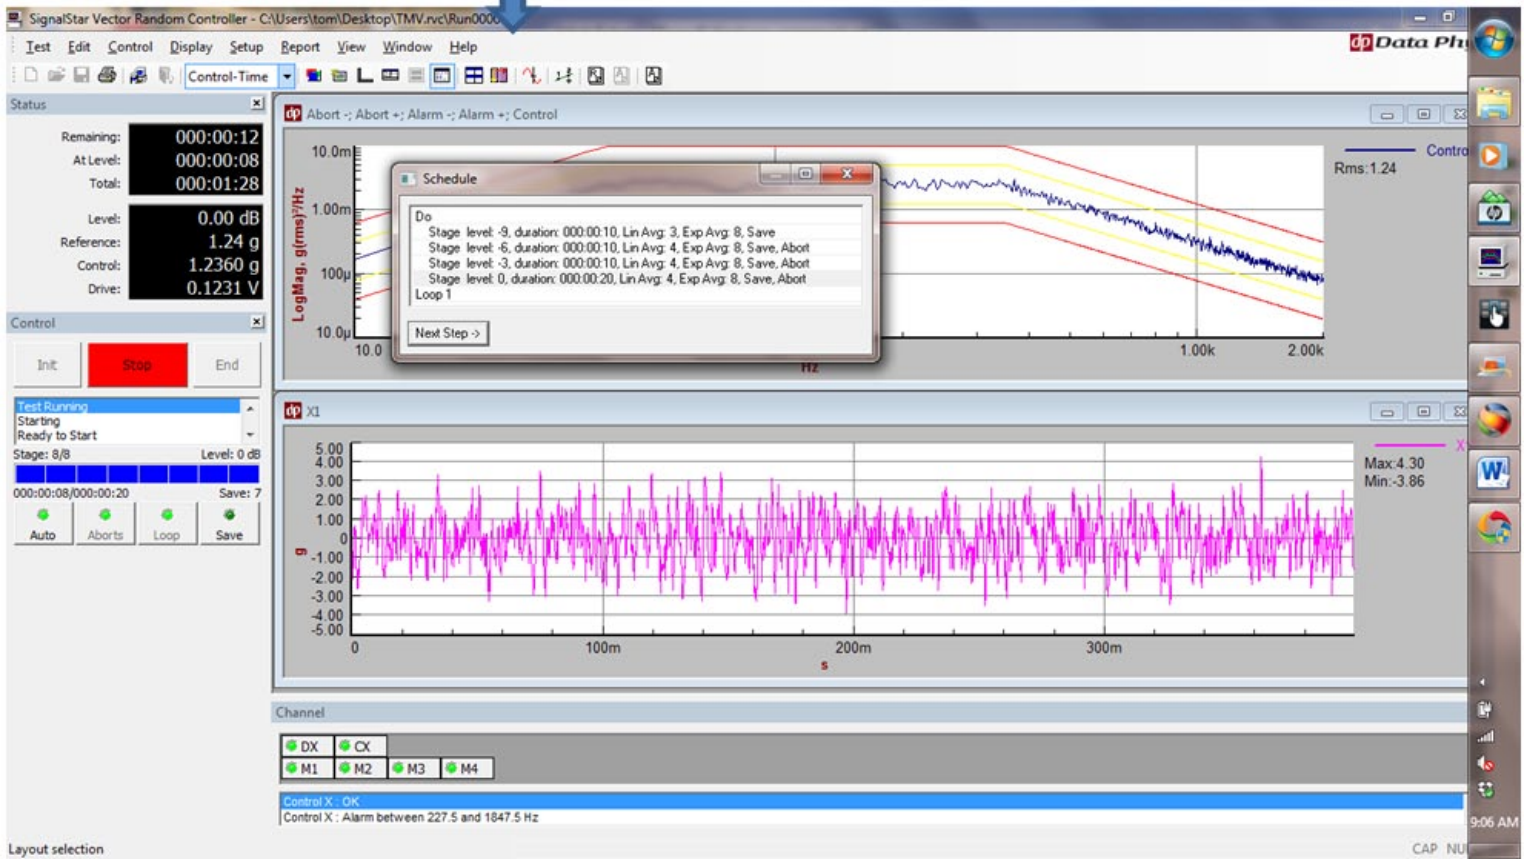 SignalStar Vector Random Controller - C:\Users\tom\Desktop\TMV.rvc\Run0000
Test Edit Control Display Setup Report View Window Help
dp Data Ph
Control-Time
Status
Remaining: 000:00:12
At Level: 000:00:08
Total: 000:01:28
Level: 0.00 dB
Reference: 1.24 g
Control: 1.2360 g
Drive: 0.1231 V
Control
Init Stop End
Test Running
Starting
Ready to Start
Stage: 8/8 Level: 0 dB
000:00:08/000:00:20 Save: 7
Auto Aborts Loop Save
dp Abort -; Abort +; Alarm -; Alarm +; Control
LogMag, g(rms)²/Hz
10.0m
1.00m
100µ
10.0µ
10.0 1.00k 2.00k
Hz
Contro
Rms:1.24
Schedule
Do
Stage level: -9, duration: 000:00:10, Lin Avg: 3, Exp Avg: 8, Save
Stage level: -6, duration: 000:00:10, Lin Avg: 4, Exp Avg: 8, Save, Abort
Stage level: -3, duration: 000:00:10, Lin Avg: 4, Exp Avg: 8, Save, Abort
Stage level: 0, duration: 000:00:20, Lin Avg: 4, Exp Avg: 8, Save, Abort
Loop 1
Next Step ->
dp X1
g
5.00
4.00
3.00
2.00
1.00
0
-1.00
-2.00
-3.00
-4.00
-5.00
0 100m 200m 300m
s
X
Max:4.30
Min:-3.86
Channel
DX CX
M1 M2 M3 M4
Control X : OK
Control X : Alarm between 227.5 and 1847.5 Hz
Layout selection
CAP NU
hp
W
9:06 AM